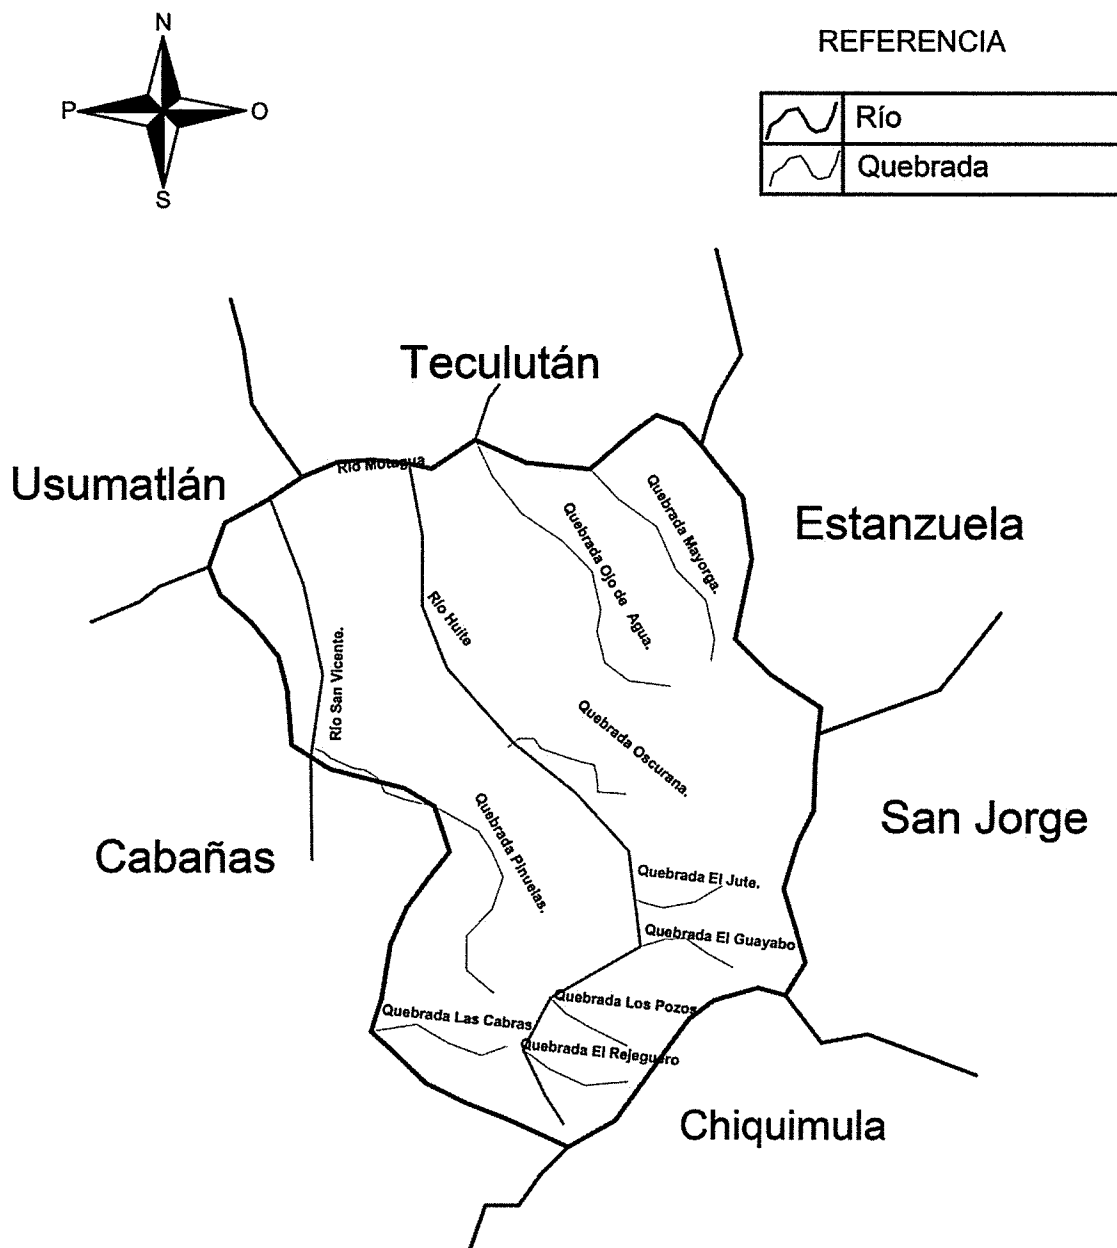 N
P
O
S
REFERENCIA
Río
Quebrada
Teculután
Usumatlán
Río Motagua
Estanzuela
Quebrada Mayorga.
Quebrada Ojo de Agua.
Río Huite
Río San Vicente.
Quebrada Oscurana.
San Jorge
Cabañas
Quebrada Pinuelas.
Quebrada El Jute.
Quebrada El Guayabo
Quebrada Los Pozos
Quebrada Las Cabras.
Quebrada El Rejeguero
Chiquimula